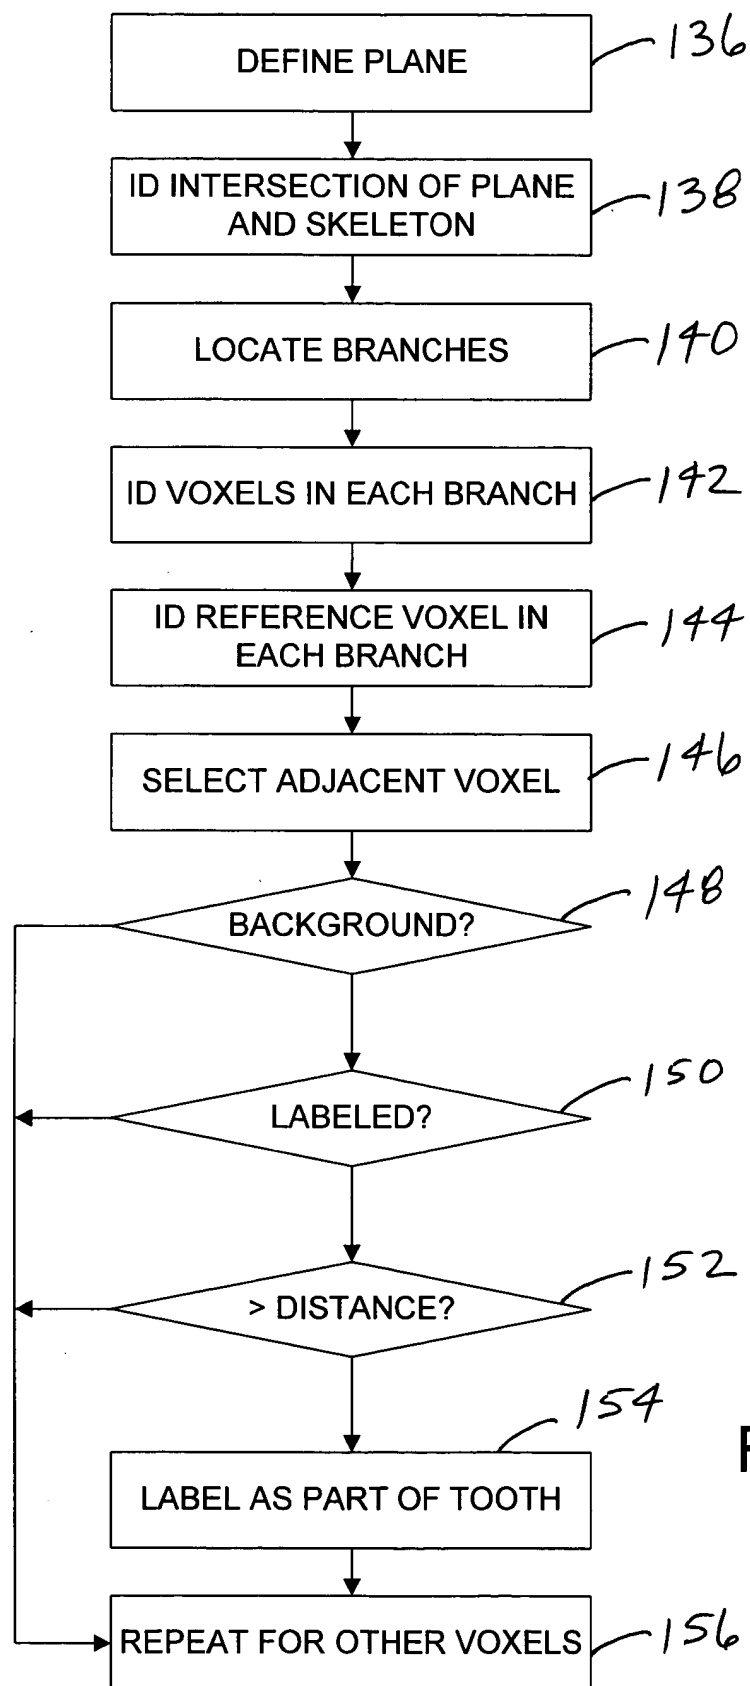 DEFINE PLANE
136
ID INTERSECTION OF PLANE
AND SKELETON
138
LOCATE BRANCHES
140
ID VOXELS IN EACH BRANCH
142
ID REFERENCE VOXEL IN
EACH BRANCH
144
SELECT ADJACENT VOXEL
146
BACKGROUND?
148
LABELED?
150
> DISTANCE?
152
154
LABEL AS PART OF TOOTH
F
REPEAT FOR OTHER VOXELS
156